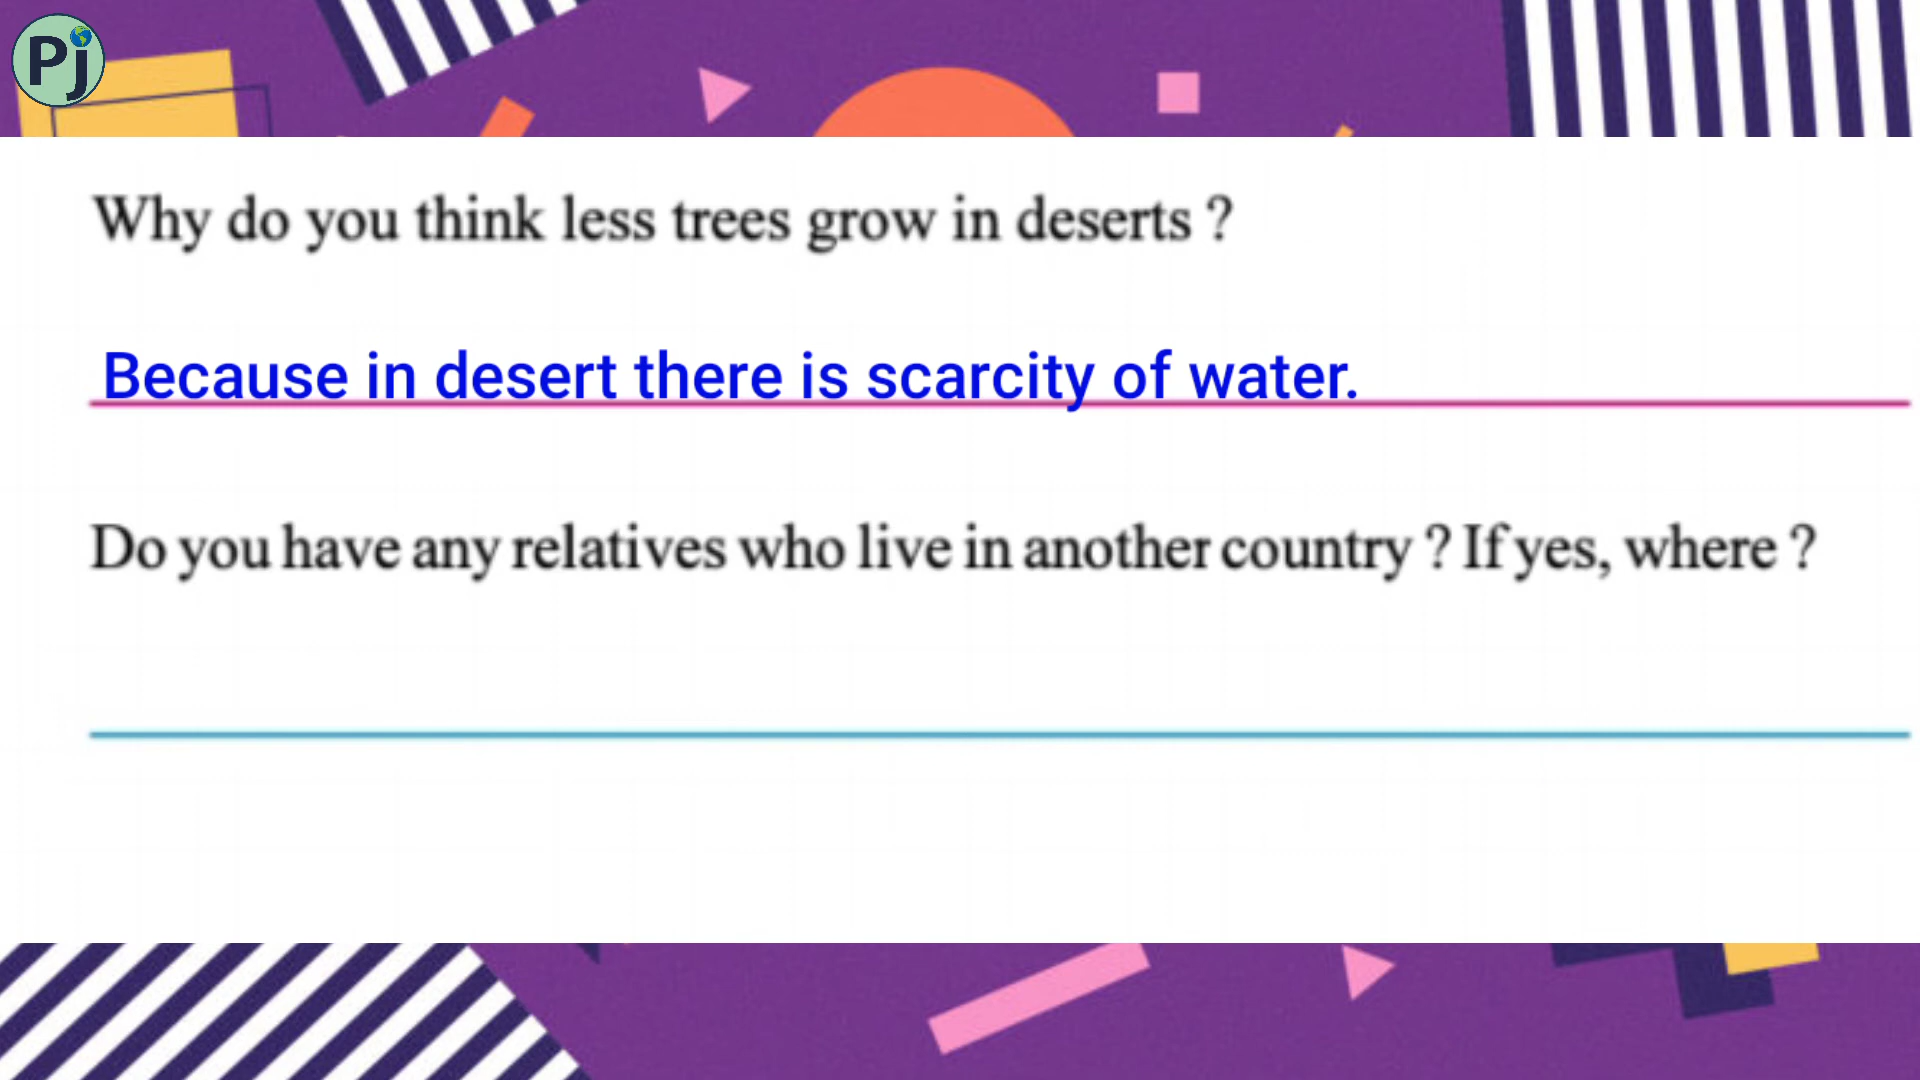 Pj
Why do you think less trees grow in deserts ?
Because in desert there is scarcity of water.
Do you have any relatives who live in another country ? If yes, where ?